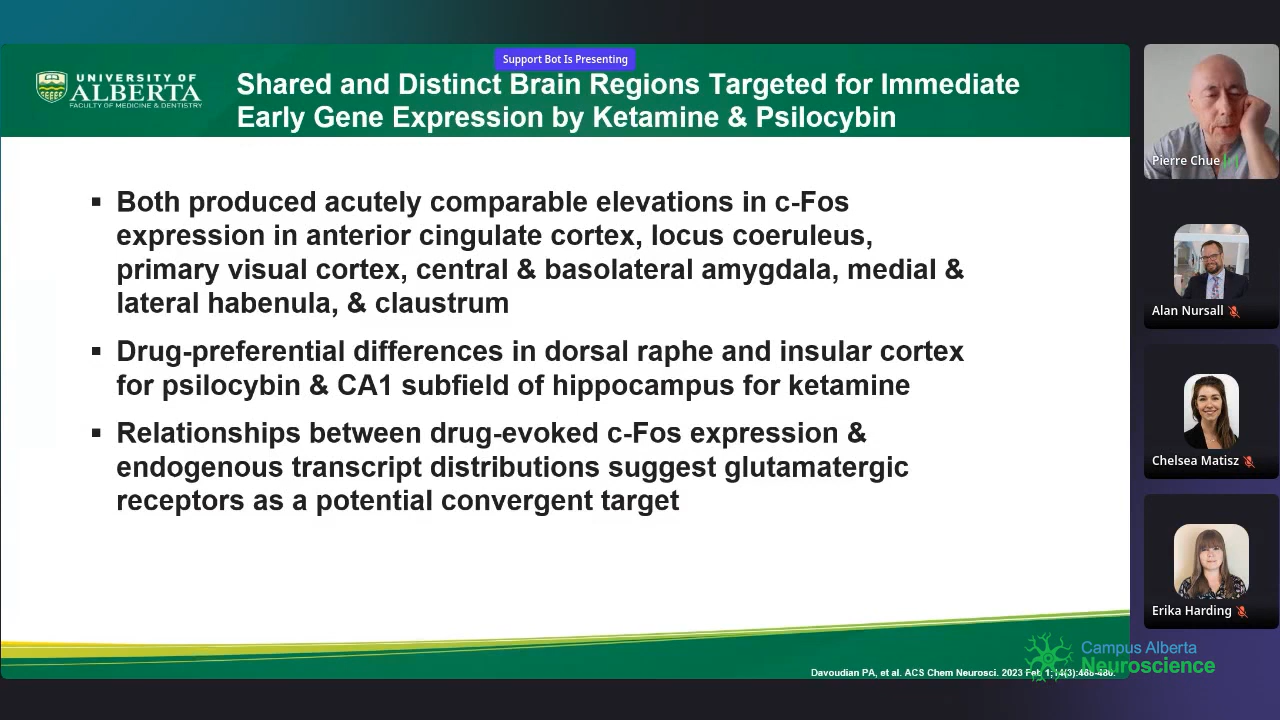 Support Bot Is Presenting
UNIVERSITY OF
ALBERTA
FACULTY OF MEDICINE & DENTISTRY
Shared and Distinct Brain Regions Targeted for Immediate
Early Gene Expression by Ketamine & Psilocybin
▪ Both produced acutely comparable elevations in c-Fos
expression in anterior cingulate cortex, locus coeruleus,
primary visual cortex, central & basolateral amygdala, medial &
lateral habenula, & claustrum
▪ Drug-preferential differences in dorsal raphe and insular cortex
for psilocybin & CA1 subfield of hippocampus for ketamine
▪ Relationships between drug-evoked c-Fos expression &
endogenous transcript distributions suggest glutamatergic
receptors as a potential convergent target
Davoudian PA, et al. ACS Chem Neurosci. 2023 Feb
Pierre Chue
Alan Nursall
Chelsea Matisz
Erika Harding
Campus Alberta
Neuroscience